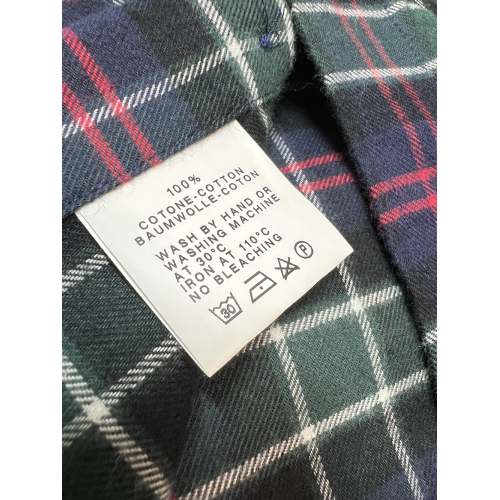 100%
COTONE-COTTON
BAUMWOLLE-COTON
WASH BY HAND OR
WASHING MACHINE
AT 30°C
IRON AT 110°C
NO BLEACHING
30 P